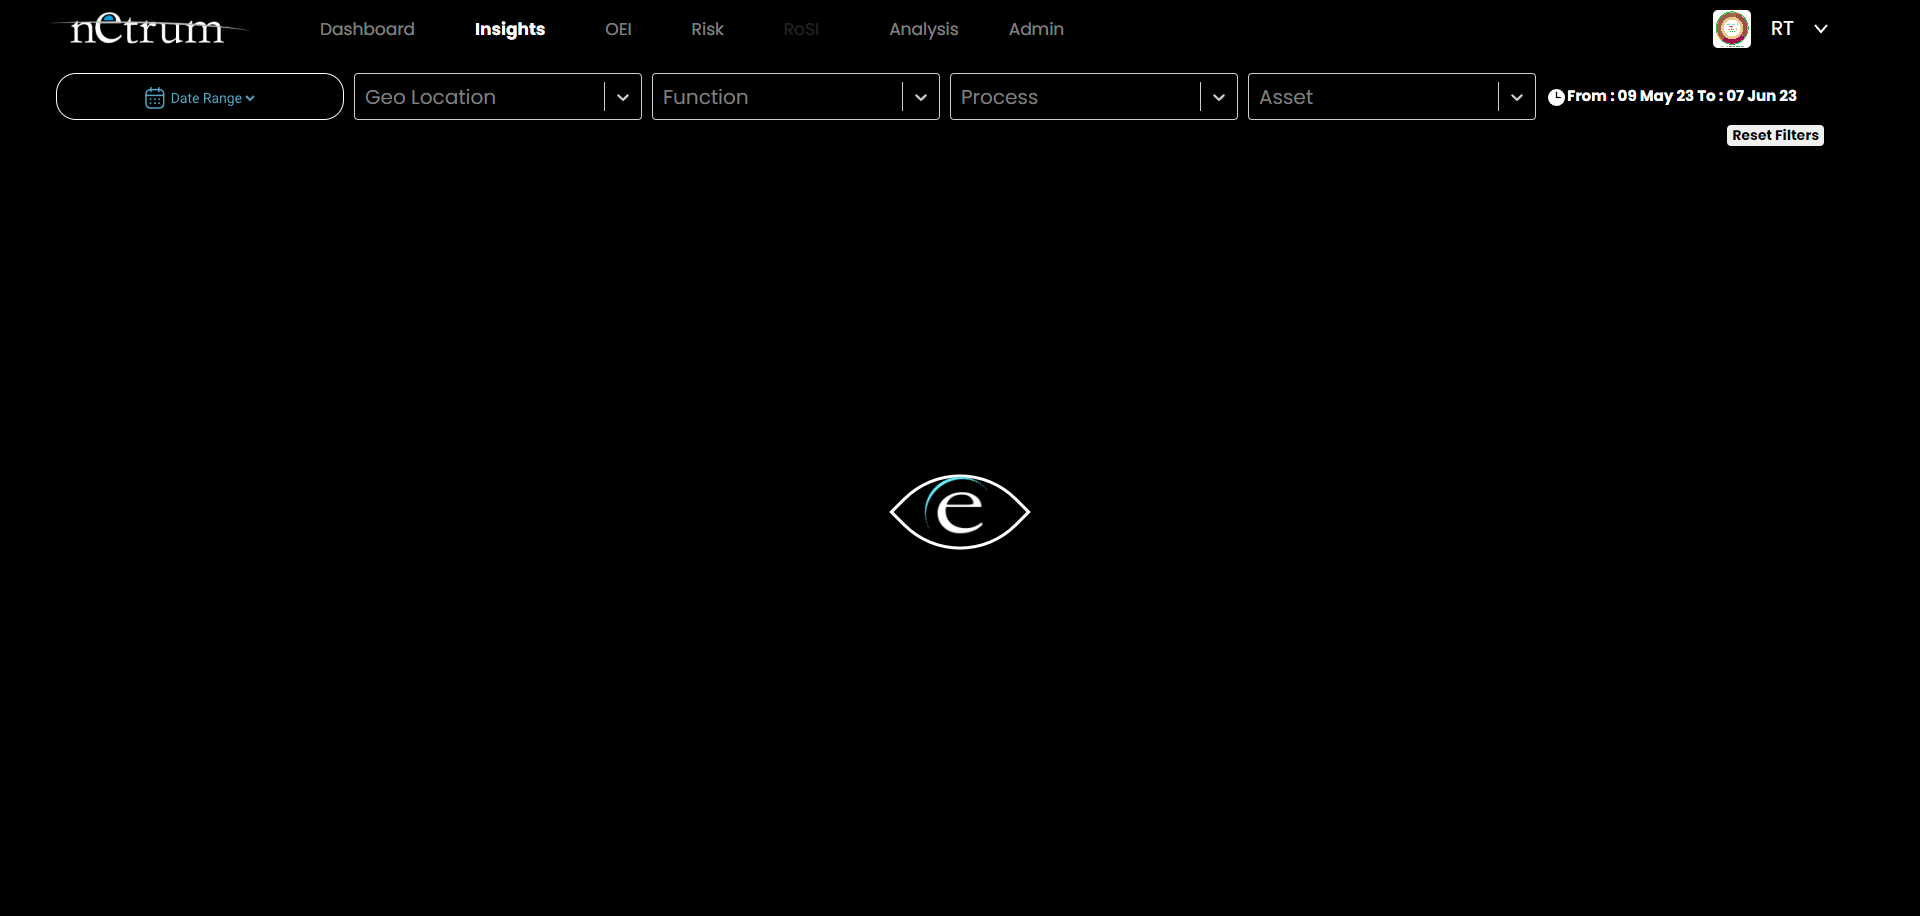 netrum
Dashboard Insights OEI Risk RoSI Analysis Admin RT
Date Range Geo Location Function Process Asset From : 09 May 23 To : 07 Jun 23
Reset Filters
e